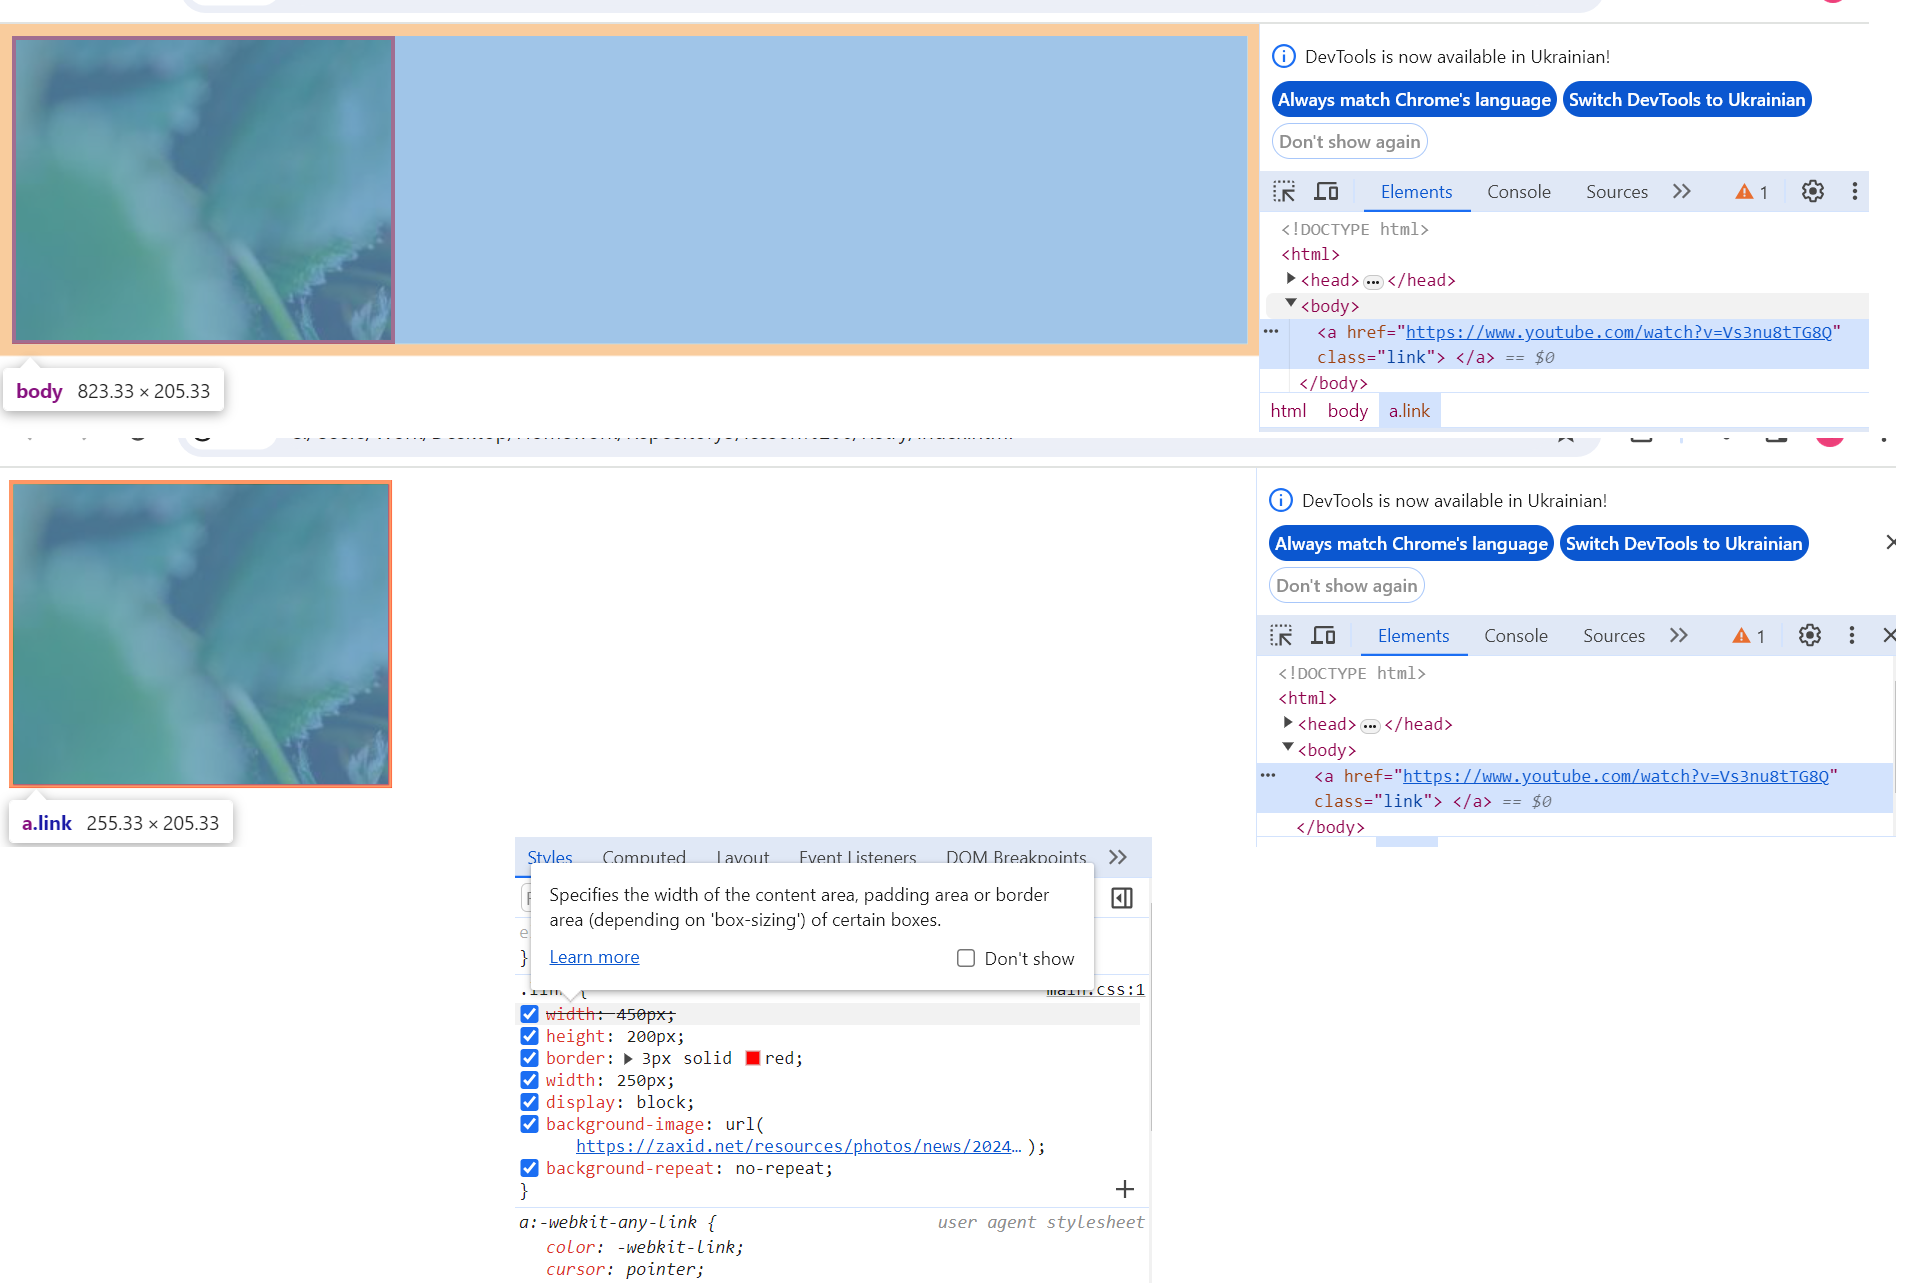 DevTools is now available in Ukrainian!
Always match Chrome's language Switch DevTools to Ukrainian
Don't show again
Elements Console Sources 1
<!DOCTYPE html>
<html>
<head> … </head>
<body>
<a href="https://www.youtube.com/watch?v=Vs3nu8tTG8Q"
class="link"> </a> == $0
</body>
html body a.link
body 823.33 × 205.33
DevTools is now available in Ukrainian!
Always match Chrome's language Switch DevTools to Ukrainian
Don't show again
Elements Console Sources 1
<!DOCTYPE html>
<html>
<head> … </head>
<body>
<a href="https://www.youtube.com/watch?v=Vs3nu8tTG8Q"
class="link"> </a> == $0
</body>
a.link 255.33 × 205.33
Styles Computed Layout Event Listeners DOM Breakpoints
Specifies the width of the content area, padding area or border
area (depending on 'box-sizing') of certain boxes.
Learn more Don't show
}
.link { main.css:1
width: 450px;
height: 200px;
border: 3px solid red;
width: 250px;
display: block;
background-image: url(
https://zaxid.net/resources/photos/news/2024… );
background-repeat: no-repeat;
}
a:-webkit-any-link { user agent stylesheet
color: -webkit-link;
cursor: pointer;